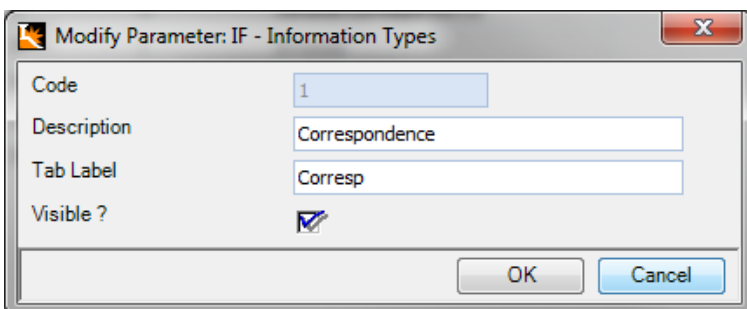 Modify Parameter: IF - Information Types
Code 1
Description Correspondence
Tab Label Corresp
Visible ?
OK Cancel